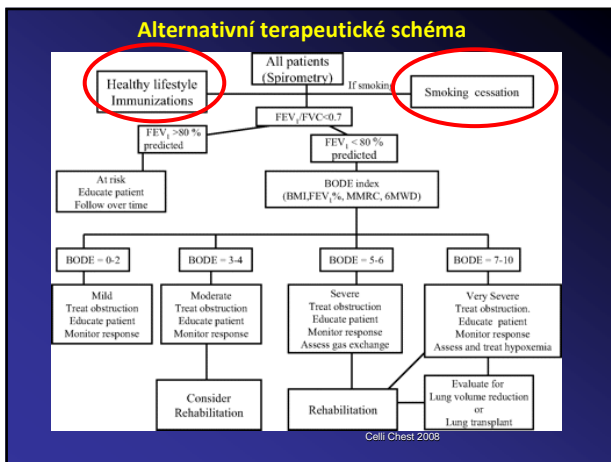 Alternativní terapeutické schéma
All patients
(Spirometry)
Healthy lifestyle
Immunizations
If smoking
Smoking cessation
FEV₁/FVC<0.7
FEV₁ >80 %
predicted
FEV₁ < 80 %
predicted
At risk
Educate patient
Follow over time
BODE index
(BMI,FEV₁%, MMRC, 6MWD)
BODE = 0-2
BODE = 3-4
BODE = 5-6
BODE = 7-10
Mild
Treat obstruction
Educate patient
Monitor response
Moderate
Treat obstruction
Educate patient
Monitor response
Severe
Treat obstruction
Educate patient
Monitor response
Assess gas exchange
Very Severe
Treat obstruction.
Educate patient
Monitor response
Assess and treat hypoxemia
Consider
Rehabilitation
Rehabilitation
Evaluate for
Lung volume reduction
or
Lung transplant
Celli Chest 2008